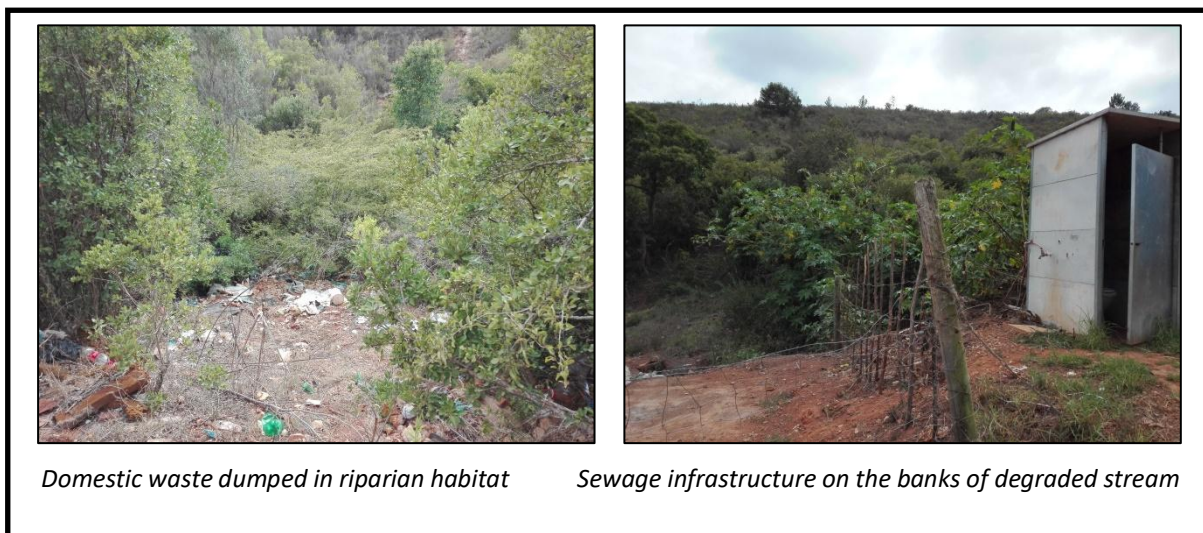 Domestic waste dumped in riparian habitat
Sewage infrastructure on the banks of degraded stream